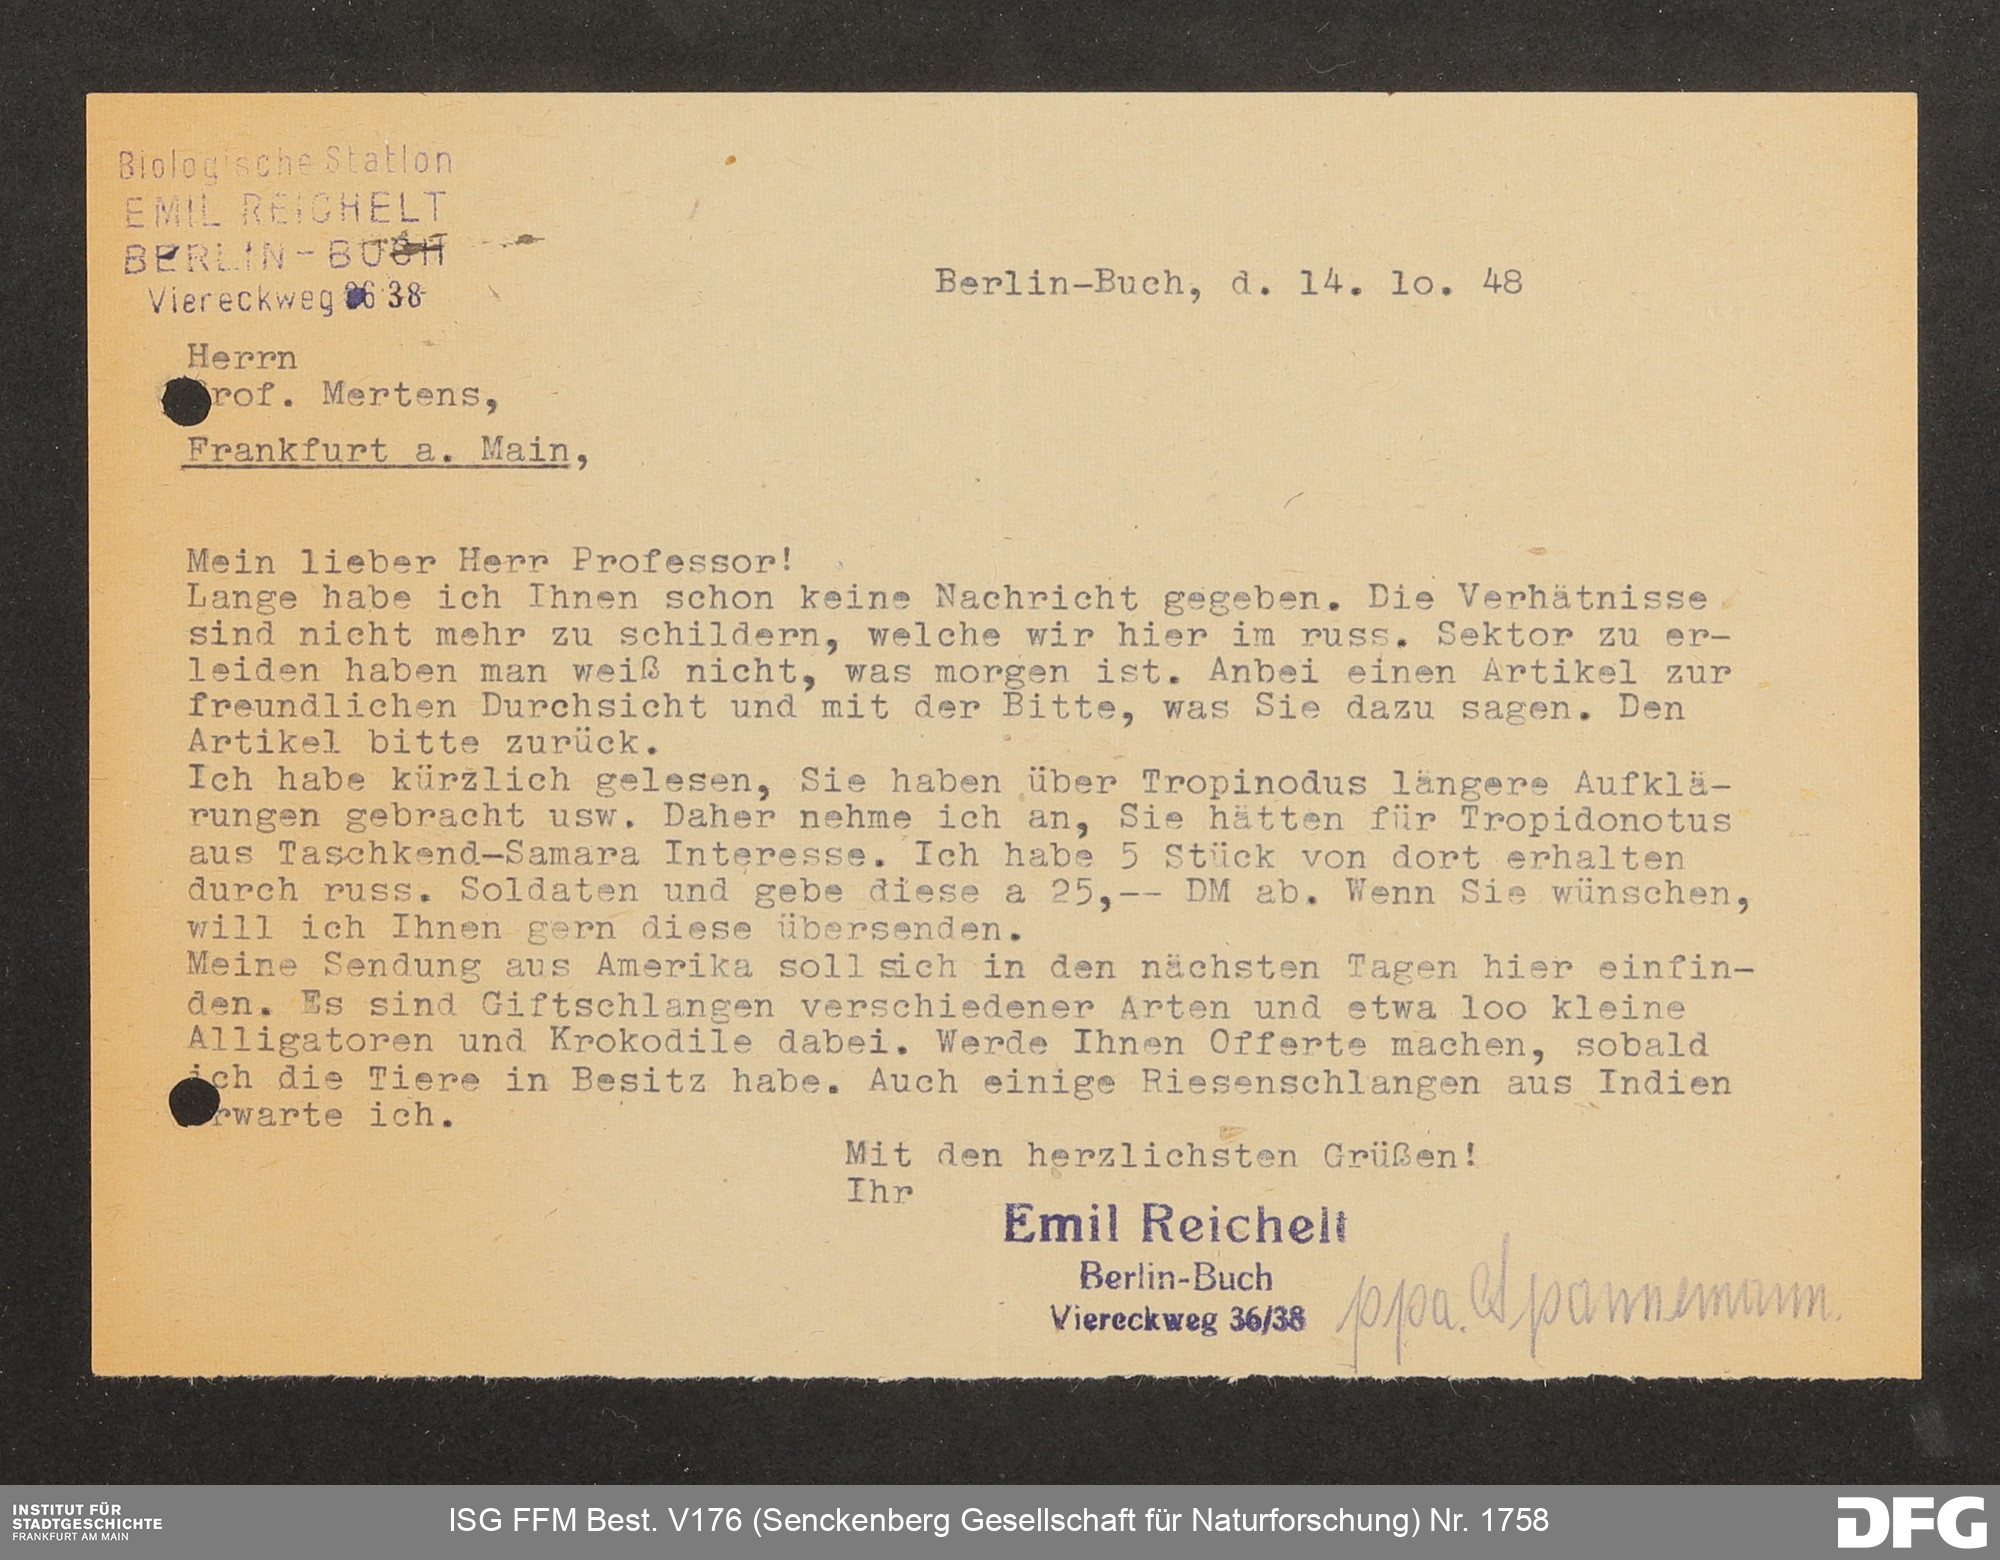 Biologische Station
EMIL REICHELT
BERLIN-BUCH
Viereckweg 36 38
Berlin-Buch, d. 14. lo. 48
Herrn
Prof. Mertens,
Frankfurt a. Main,
Mein lieber Herr Professor!
Lange habe ich Ihnen schon keine Nachricht gegeben. Die Verhätnisse
sind nicht mehr zu schildern, welche wir hier im russ. Sektor zu er-
leiden haben man weiß nicht, was morgen ist. Anbei einen Artikel zur
freundlichen Durchsicht und mit der Bitte, was Sie dazu sagen. Den
Artikel bitte zurück.
Ich habe kürzlich gelesen, Sie haben über Tropinodus längere Aufklä-
rungen gebracht usw. Daher nehme ich an, Sie hätten für Tropidonotus
aus Taschkend-Samara Interesse. Ich habe 5 Stück von dort erhalten
durch russ. Soldaten und gebe diese a 25,-- DM ab. Wenn Sie wünschen,
will ich Ihnen gern diese übersenden.
Meine Sendung aus Amerika soll sich in den nächsten Tagen hier einfin-
den. Es sind Giftschlangen verschiedener Arten und etwa loo kleine
Alligatoren und Krokodile dabei. Werde Ihnen Offerte machen, sobald
ich die Tiere in Besitz habe. Auch einige Riesenschlangen aus Indien
erwarte ich.
Mit den herzlichsten Grüßen!
Ihr
Emil Reichelt
Berlin-Buch
Viereckweg 36/38
ppa. Spannemann.
INSTITUT FÜR
STADTGESCHICHTE
FRANKFURT AM MAIN
ISG FFM Best. V176 (Senckenberg Gesellschaft für Naturforschung) Nr. 1758
DFG